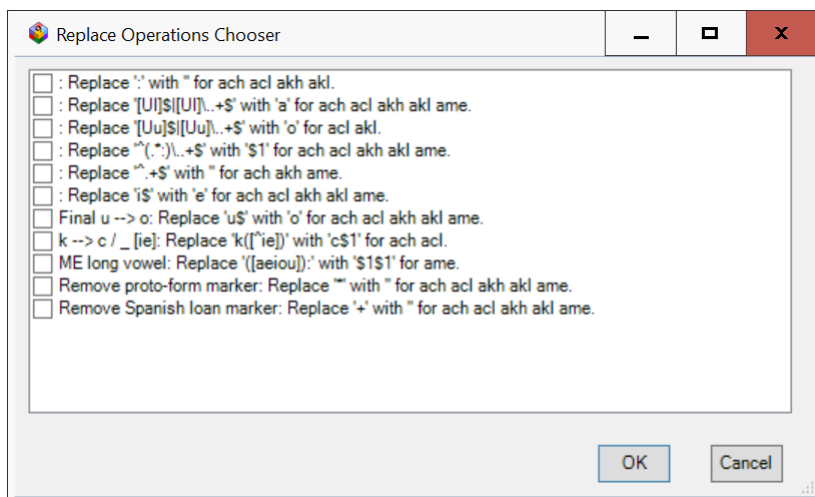 Replace Operations Chooser
: Replace ':' with '' for ach acl akh akl.
: Replace '[UI]$|[UI]\..+$' with 'a' for ach acl akh akl ame.
: Replace '[Uu]$|[Uu]\..+$' with 'o' for acl akl.
: Replace '^(.*:)\..+$' with '$1' for ach acl akh akl ame.
: Replace '^.+$' with '' for ach akh ame.
: Replace 'i$' with 'e' for ach acl akh akl ame.
Final u --> o: Replace 'u$' with 'o' for ach acl akh akl ame.
k --> c / _ [ie]: Replace 'k([^ie])' with 'c$1' for ach acl.
ME long vowel: Replace '([aeiou]):' with '$1$1' for ame.
Remove proto-form marker: Replace '*' with '' for ach acl akh akl ame.
Remove Spanish loan marker: Replace '+' with '' for ach acl akh akl ame.
OK Cancel